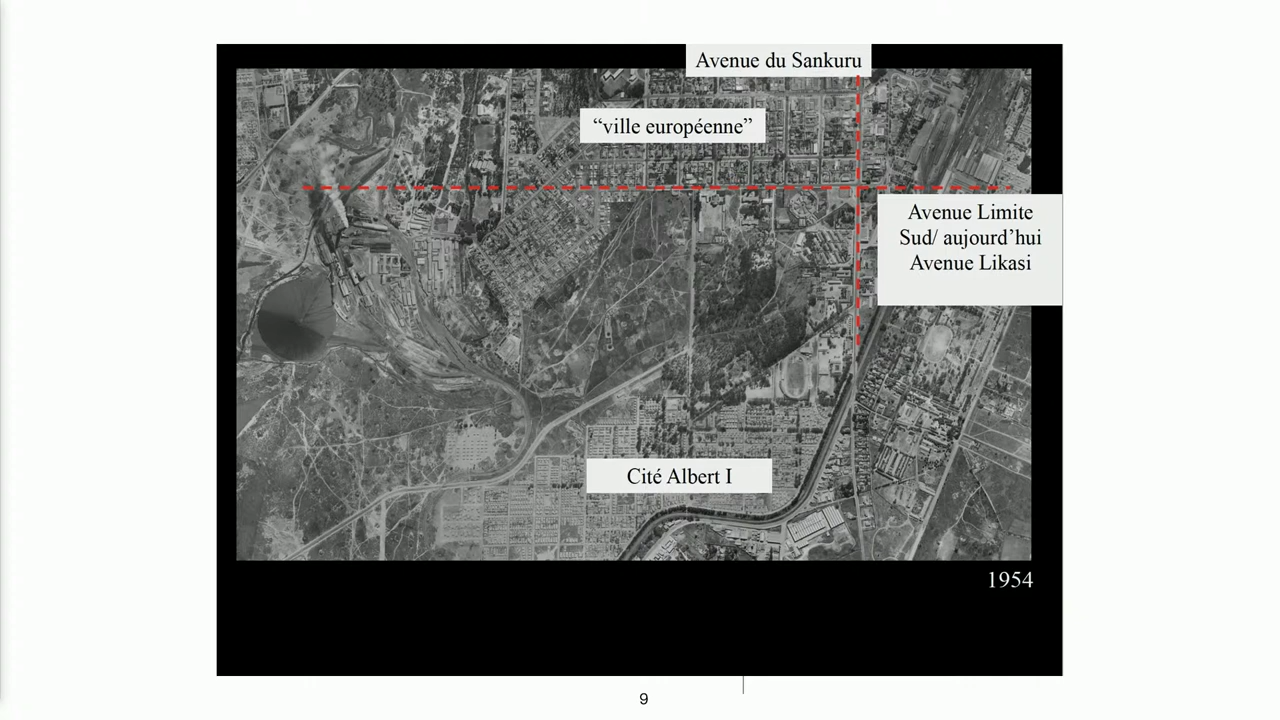 Avenue du Sankuru
“ville européenne”
Avenue Limite
Sud/ aujourd’hui
Avenue Likasi
Cité Albert I
1954
9